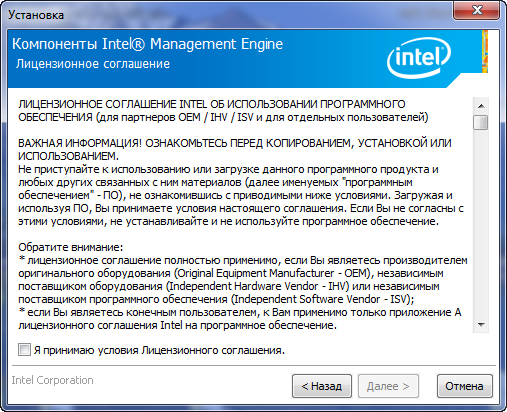 Установка
Компоненты Intel® Management Engine
Лицензионное соглашение
intel
ЛИЦЕНЗИОННОЕ СОГЛАШЕНИЕ INTEL ОБ ИСПОЛЬЗОВАНИИ ПРОГРАММНОГО
ОБЕСПЕЧЕНИЯ (для партнеров OEM / IHV / ISV и для отдельных пользователей)
ВАЖНАЯ ИНФОРМАЦИЯ! ОЗНАКОМЬТЕСЬ ПЕРЕД КОПИРОВАНИЕМ, УСТАНОВКОЙ ИЛИ
ИСПОЛЬЗОВАНИЕМ.
Не приступайте к использованию или загрузке данного программного продукта и
любых других связанных с ним материалов (далее именуемых "программным
обеспечением" - ПО), не ознакомившись с приводимыми ниже условиями. Загружая и
используя ПО, Вы принимаете условия настоящего соглашения. Если Вы не согласны с
этими условиями, не устанавливайте и не используйте программное обеспечение.
Обратите внимание:
* лицензионное соглашение полностью применимо, если Вы являетесь производителем
оригинального оборудования (Original Equipment Manufacturer - OEM), независимым
поставщиком оборудования (Independent Hardware Vendor - IHV) или независимым
поставщиком программного обеспечения (Independent Software Vendor - ISV);
* если Вы являетесь конечным пользователем, к Вам применимо только приложение А
лицензионного соглашения Intel на программное обеспечение.
Я принимаю условия Лицензионного соглашения.
Intel Corporation
< Назад
Далее >
Отмена